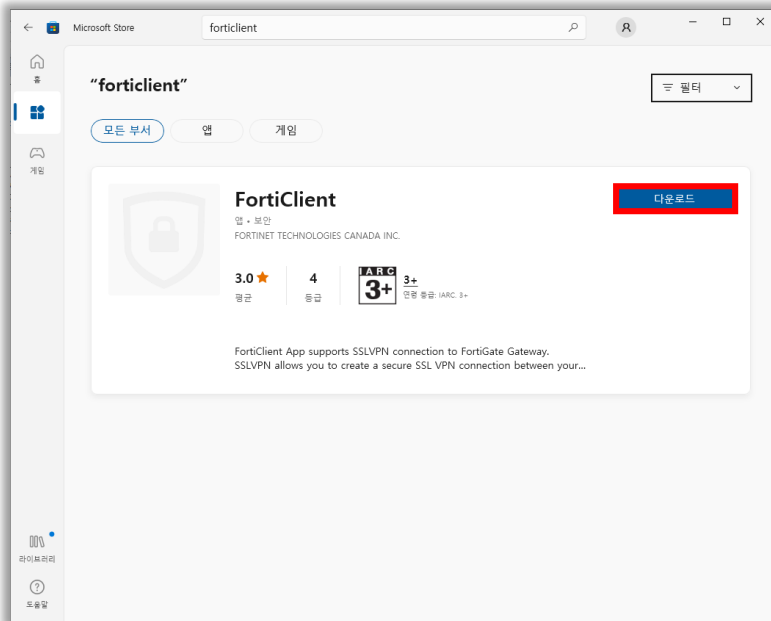 Microsoft Store
forticlient
홈
"forticlient"
필터
모든 부서
앱
게임
게임
FortiClient
다운로드
앱 • 보안
FORTINET TECHNOLOGIES CANADA INC.
3.0
4
IARC
3+
3+
평균
등급
연령 등급: IARC. 3+
FortiClient App supports SSLVPN connection to FortiGate Gateway.
SSLVPN allows you to create a secure SSL VPN connection between your...
라이브러리
도움말